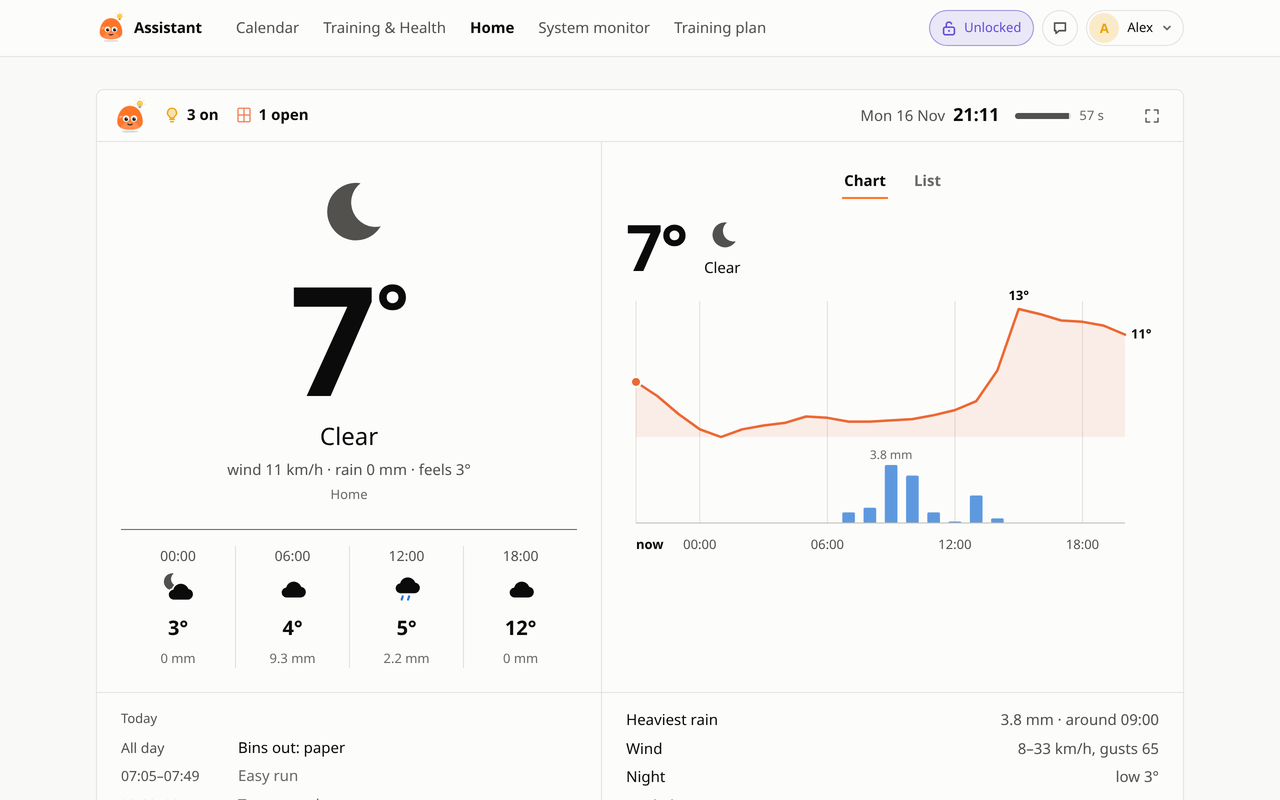 Assistant Calendar Training & Health Home System monitor Training plan Unlocked A Alex
3 on 1 open Mon 16 Nov 21:11 57 s
7°
Clear
wind 11 km/h · rain 0 mm · feels 3°
Home
00:00 06:00 12:00 18:00
3° 4° 5° 12°
0 mm 9.3 mm 2.2 mm 0 mm
Chart List
7°
Clear
13°
11°
3.8 mm
now 00:00 06:00 12:00 18:00
Today
All day Bins out: paper
07:05–07:49 Easy run
Heaviest rain 3.8 mm · around 09:00
Wind 8–33 km/h, gusts 65
Night low 3°